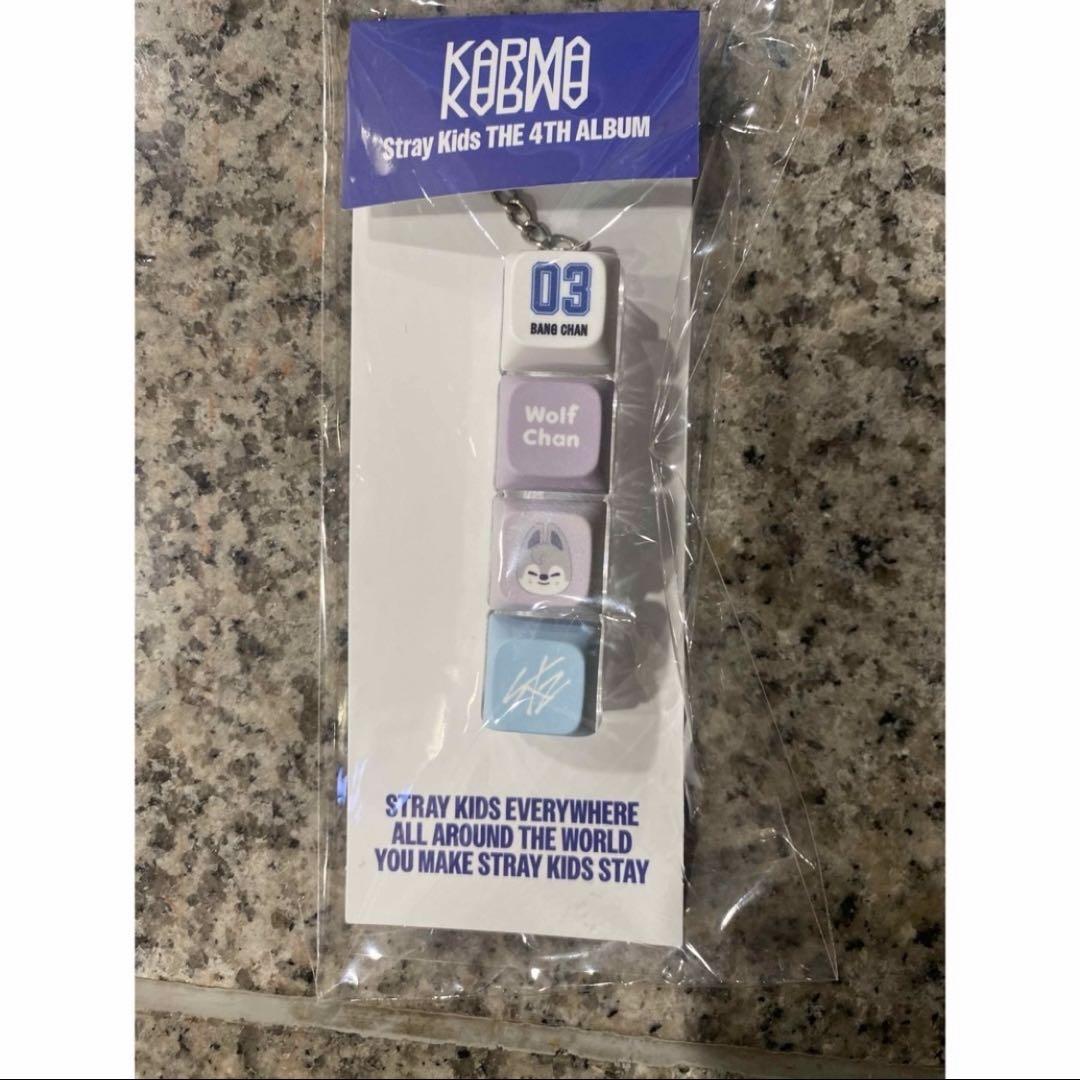 KARMA
Stray Kids THE 4TH ALBUM
03
BANG CHAN
Wolf
Chan
SKZ
STRAY KIDS EVERYWHERE
ALL AROUND THE WORLD
YOU MAKE STRAY KIDS STAY